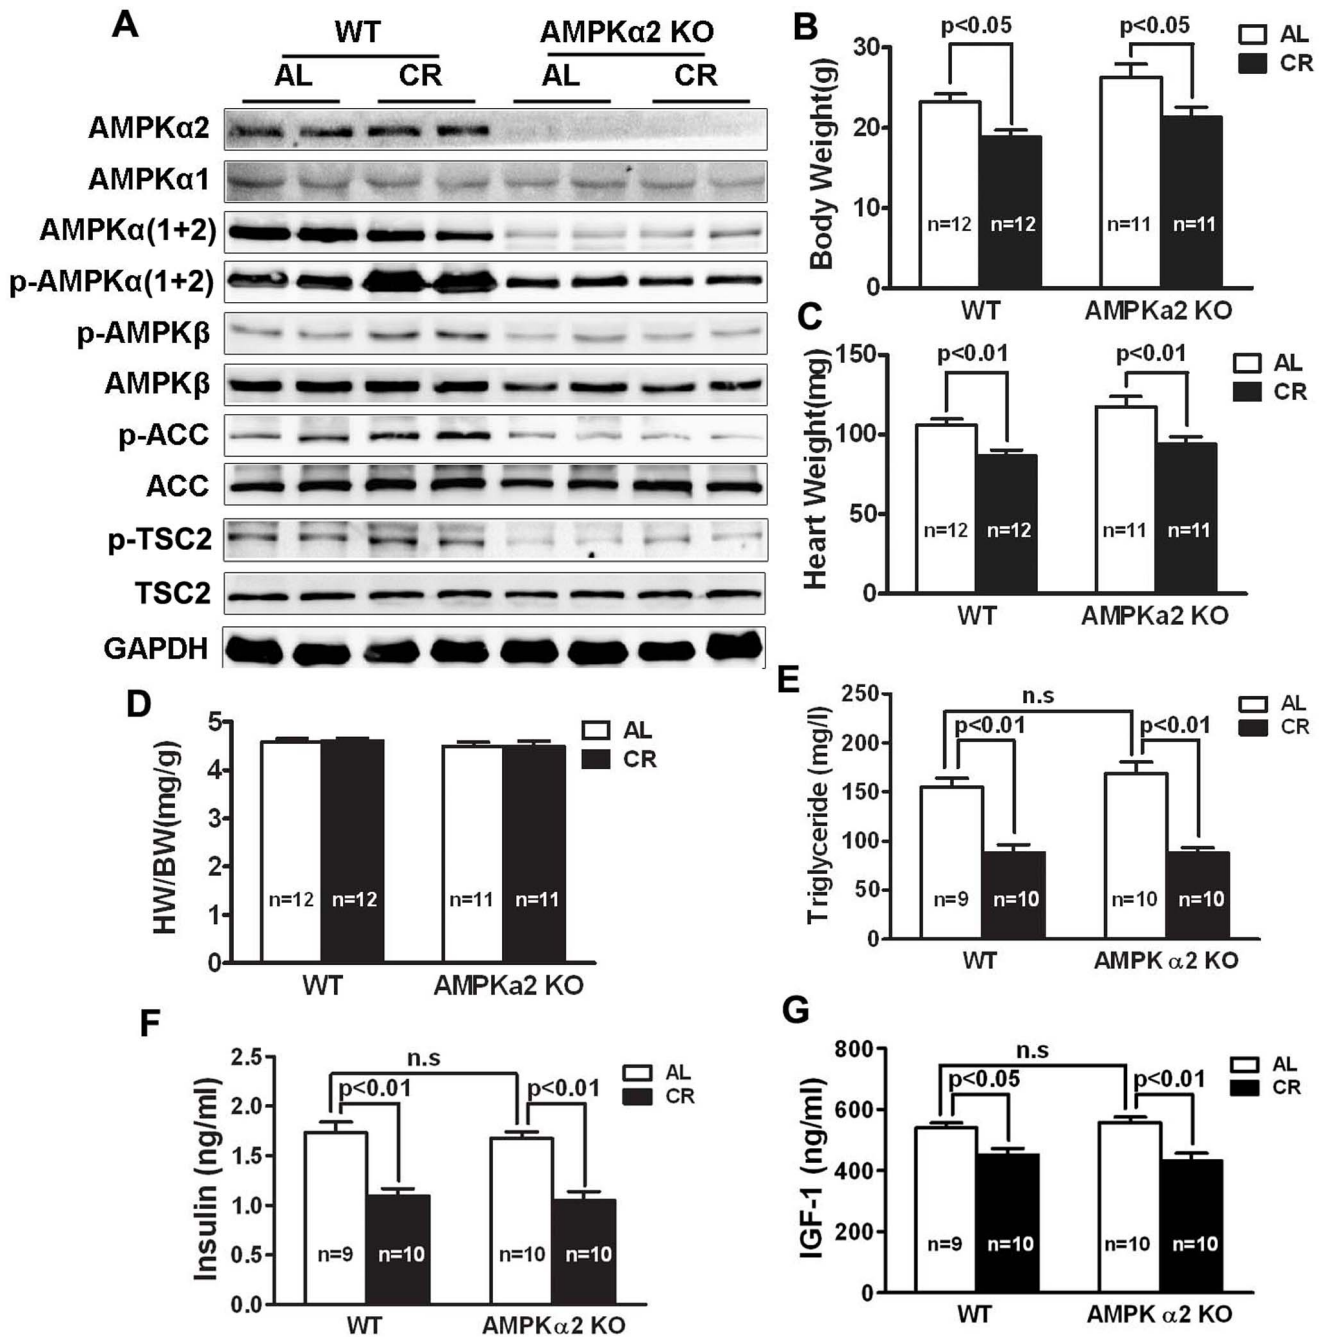 A
WT AMPKα2 KO
AL CR AL CR
AMPKα2
AMPKα1
AMPKα(1+2)
p-AMPKα(1+2)
p-AMPKβ
AMPKβ
p-ACC
ACC
p-TSC2
TSC2
GAPDH
B
Body Weight(g)
30
20
10
0
p<0.05 p<0.05
AL
CR
n=12 n=12 n=11 n=11
WT AMPKa2 KO
C
Heart Weight(mg)
150
100
50
0
p<0.01 p<0.01
AL
CR
n=12 n=12 n=11 n=11
WT AMPKa2 KO
D
HW/BW(mg/g)
5
4
3
2
1
0
AL
CR
n=12 n=12 n=11 n=11
WT AMPKa2 KO
E
Triglyceride (mg/l)
250
200
150
100
50
0
n.s
p<0.01 p<0.01
AL
CR
n=9 n=10 n=10 n=10
WT AMPK α2 KO
F
Insulin (ng/ml)
2.5
2.0
1.5
1.0
0.5
0.0
n.s
p<0.01 p<0.01
AL
CR
n=9 n=10 n=10 n=10
WT AMPK α2 KO
G
IGF-1 (ng/ml)
800
600
400
200
0
n.s
p<0.05 p<0.01
AL
CR
n=9 n=10 n=10 n=10
WT AMPK α2 KO